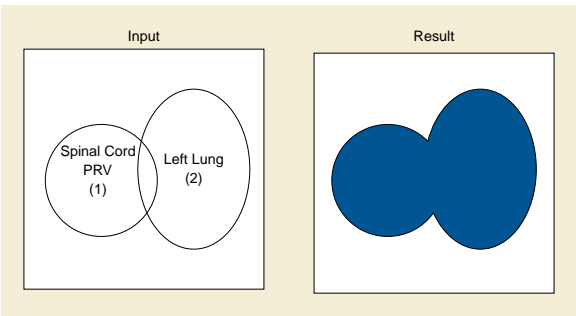 Input
Result
Spinal Cord
PRV
(1)
Left Lung
(2)